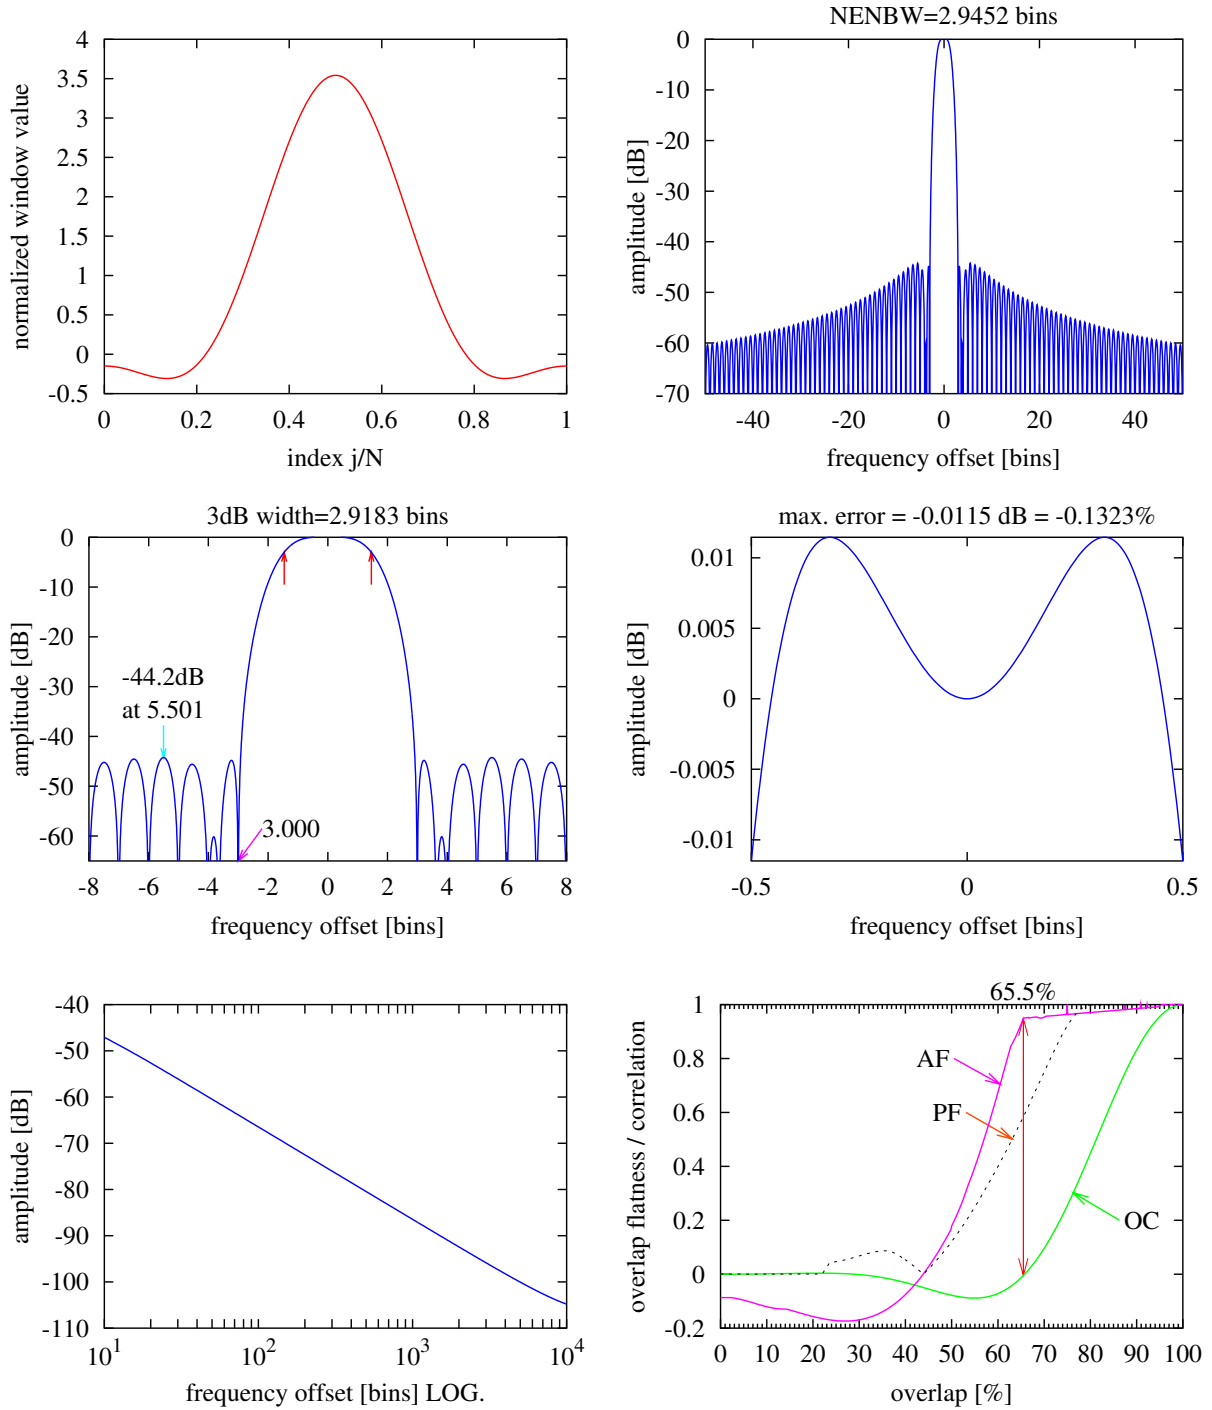 NENBW=2.9452 bins
normalized window value
4
3.5
3
2.5
2
1.5
1
0.5
0
-0.5
0 0.2 0.4 0.6 0.8 1
index j/N
amplitude [dB]
0
-10
-20
-30
-40
-50
-60
-70
-40 -20 0 20 40
frequency offset [bins]
3dB width=2.9183 bins
amplitude [dB]
0
-10
-20
-30
-40
-50
-60
-44.2dB
at 5.501
3.000
-8 -6 -4 -2 0 2 4 6 8
frequency offset [bins]
max. error = -0.0115 dB = -0.1323%
amplitude [dB]
0.01
0.005
0
-0.005
-0.01
-0.5 0 0.5
frequency offset [bins]
amplitude [dB]
-40
-50
-60
-70
-80
-90
-100
-110
10¹ 10² 10³ 10⁴
frequency offset [bins] LOG.
65.5%
overlap flatness / correlation
1
0.8
0.6
0.4
0.2
0
-0.2
AF
PF
OC
0 10 20 30 40 50 60 70 80 90 100
overlap [%]